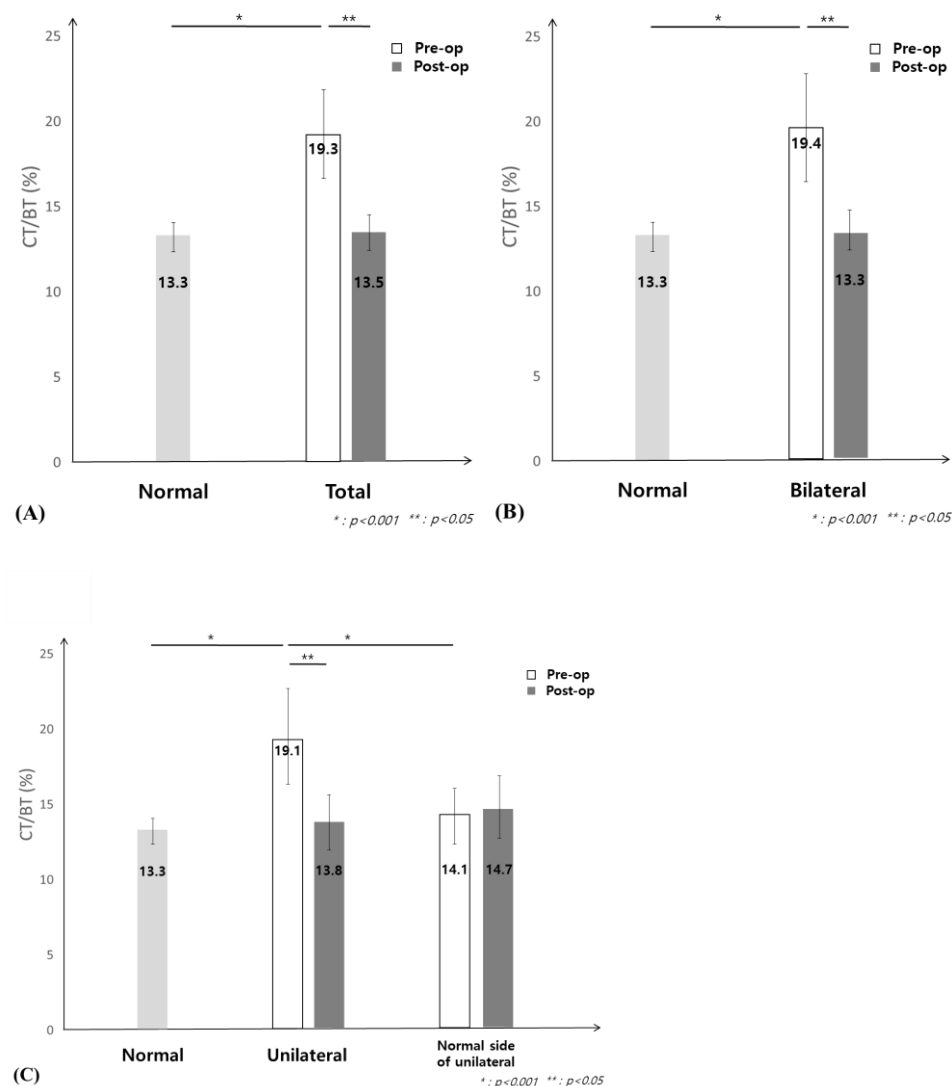 * **
25
Pre-op
Post-op
20
19.3
15
CT/BT (%)
13.3
13.5
10
5
0
Normal Total
(A)
* : p<0.001 ** : p<0.05
* **
25
Pre-op
Post-op
20
19.4
15
CT/BT (%)
13.3
13.3
10
5
0
Normal Bilateral
(B)
* : p<0.001 ** : p<0.05
* *
25
**
Pre-op
Post-op
20
19.1
15
CT/BT (%)
13.3
13.8
14.1
14.7
10
5
0
Normal Unilateral Normal side
of unilateral
(C)
* : p<0.001 ** : p<0.05